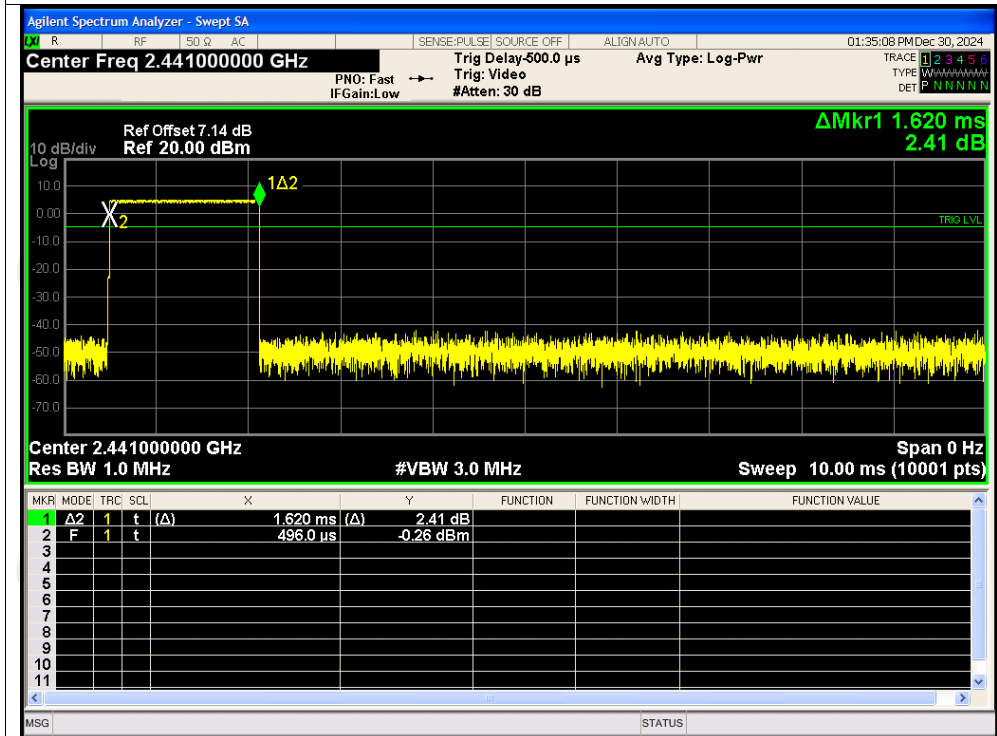 Agilent Spectrum Analyzer - Swept SA
LXI R RF 50 Ω AC SENSE:PULSE SOURCE OFF ALIGN AUTO 01:35:08 PM Dec 30, 2024
Center Freq 2.441000000 GHz
PNO: Fast
IFGain:Low
Trig Delay-500.0 µs
Trig: Video
#Atten: 30 dB
Avg Type: Log-Pwr
TRACE 1 2 3 4 5 6
TYPE WWWWWW
DET P N N N N N
ΔMkr1 1.620 ms
2.41 dB
Ref Offset 7.14 dB
10 dB/div Ref 20.00 dBm
Log
10.0
0.00
-10.0
-20.0
-30.0
-40.0
-50.0
-60.0
-70.0
1Δ2
X2
TRIG LVL
Center 2.441000000 GHz Span 0 Hz
Res BW 1.0 MHz #VBW 3.0 MHz Sweep 10.00 ms (10001 pts)
MKR MODE TRC SCL X Y FUNCTION FUNCTION WIDTH FUNCTION VALUE
1 Δ2 1 t (Δ) 1.620 ms (Δ) 2.41 dB
2 F 1 t 496.0 µs -0.26 dBm
3
4
5
6
7
8
9
10
11
MSG STATUS